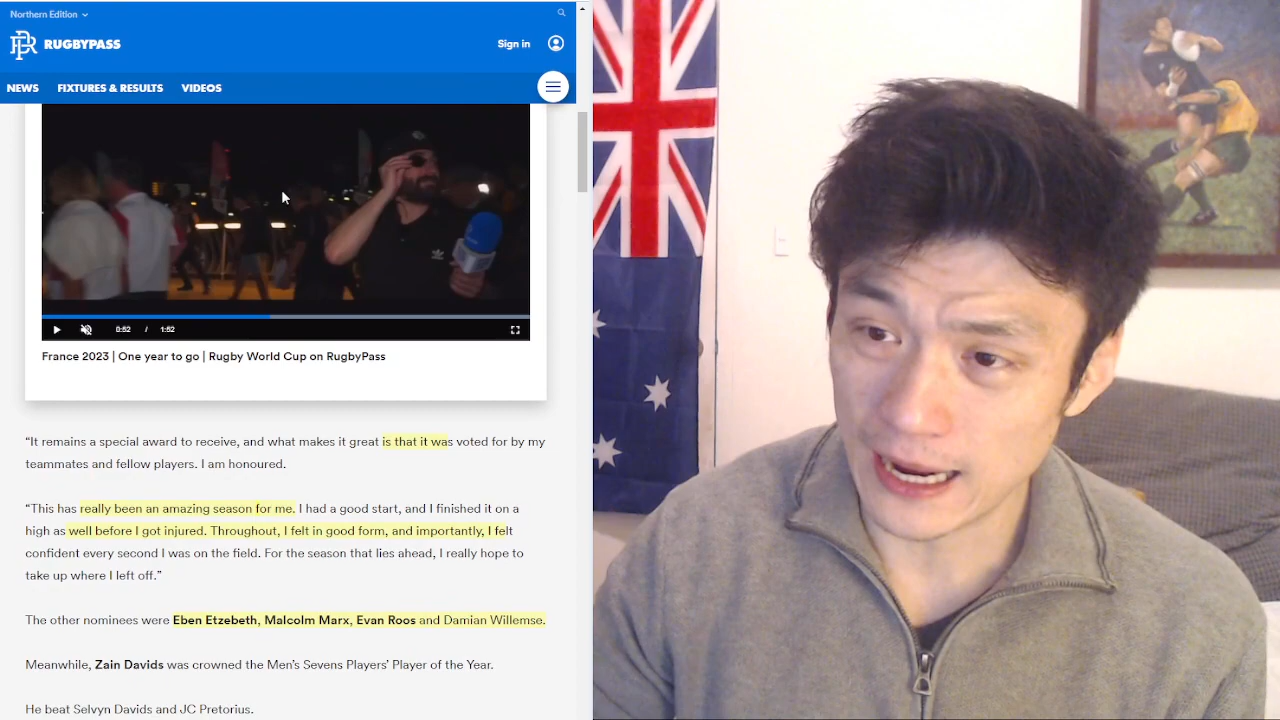 Northern Edition
RUGBYPASS
Sign in
NEWS FIXTURES & RESULTS VIDEOS
0:52 / 1:52
France 2023 | One year to go | Rugby World Cup on RugbyPass
“It remains a special award to receive, and what makes it great is that it was voted for by my
teammates and fellow players. I am honoured.
“This has really been an amazing season for me. I had a good start, and I finished it on a
high as well before I got injured. Throughout, I felt in good form, and importantly, I felt
confident every second I was on the field. For the season that lies ahead, I really hope to
take up where I left off.”
The other nominees were Eben Etzebeth, Malcolm Marx, Evan Roos and Damian Willemse.
Meanwhile, Zain Davids was crowned the Men’s Sevens Players’ Player of the Year.
He beat Selvyn Davids and JC Pretorius.